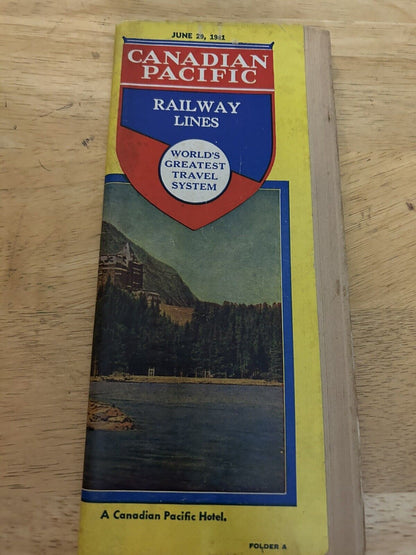 JUNE 29, 1941
CANADIAN
PACIFIC
RAILWAY
LINES
WORLD'S
GREATEST
TRAVEL
SYSTEM
A Canadian Pacific Hotel.
FOLDER A